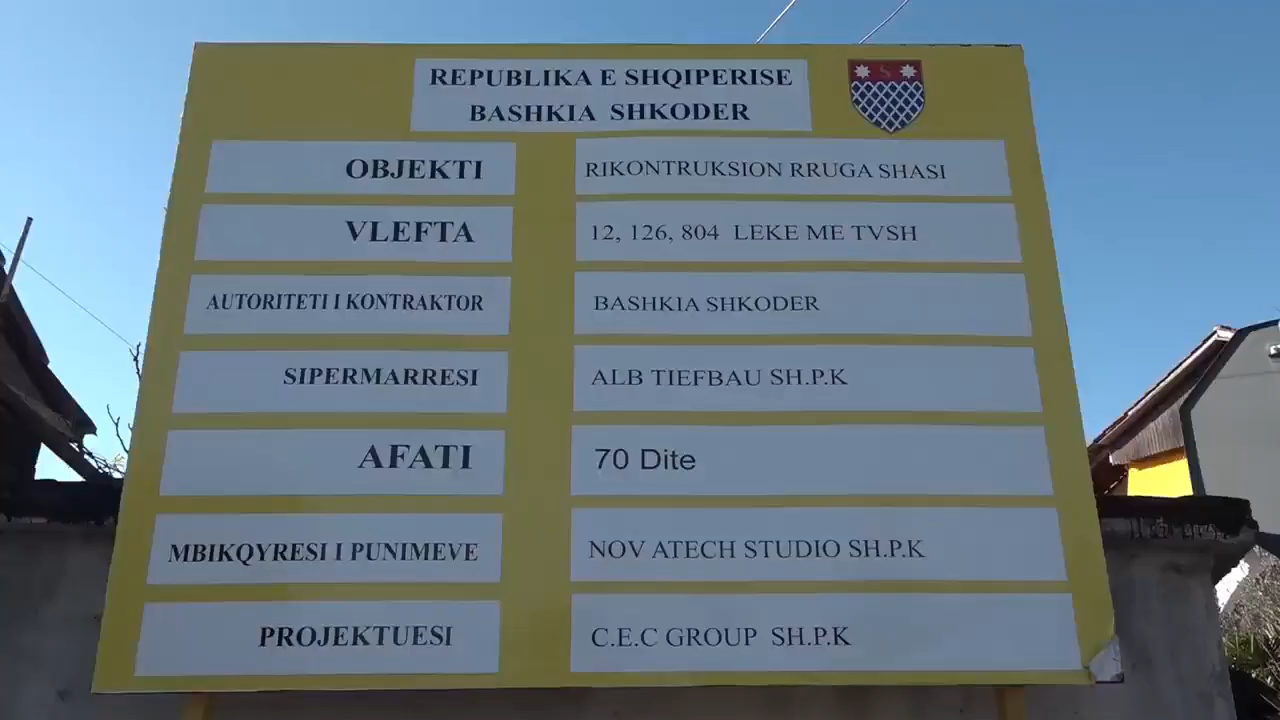 REPUBLIKA E SHQIPERISE
BASHKIA SHKODER
OBJEKTI RIKONTRUKSION RRUGA SHASI
VLEFTA 12, 126, 804 LEKE ME TVSH
AUTORITETI I KONTRAKTOR BASHKIA SHKODER
SIPERMARRESI ALB TIEFBAU SH.P.K
AFATI 70 Dite
MBIKQYRESI I PUNIMEVE NOV ATECH STUDIO SH.P.K
PROJEKTUESI C.E.C GROUP SH.P.K